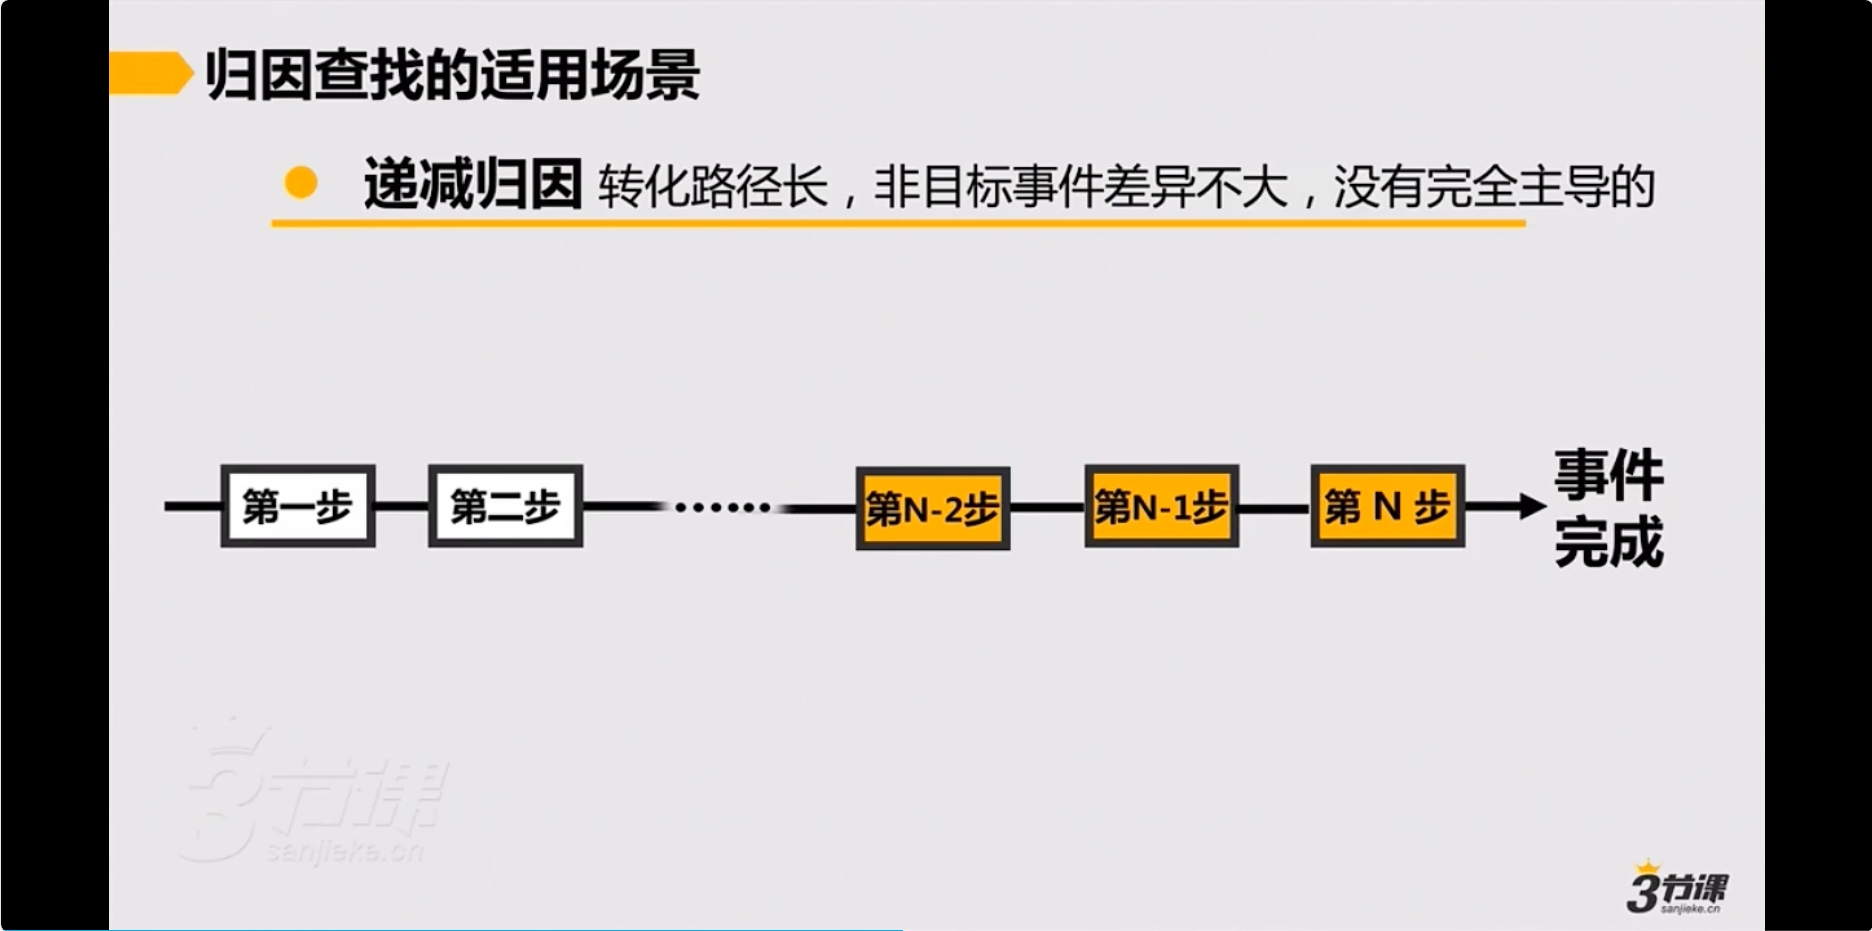 归因查找的适用场景
递减归因 转化路径长，非目标事件差异不大，没有完全主导的
第一步
第二步
······
第N-2步
第N-1步
第 N 步
事件
完成
3节课
sanjieke.cn
3节课
sanjieke.cn